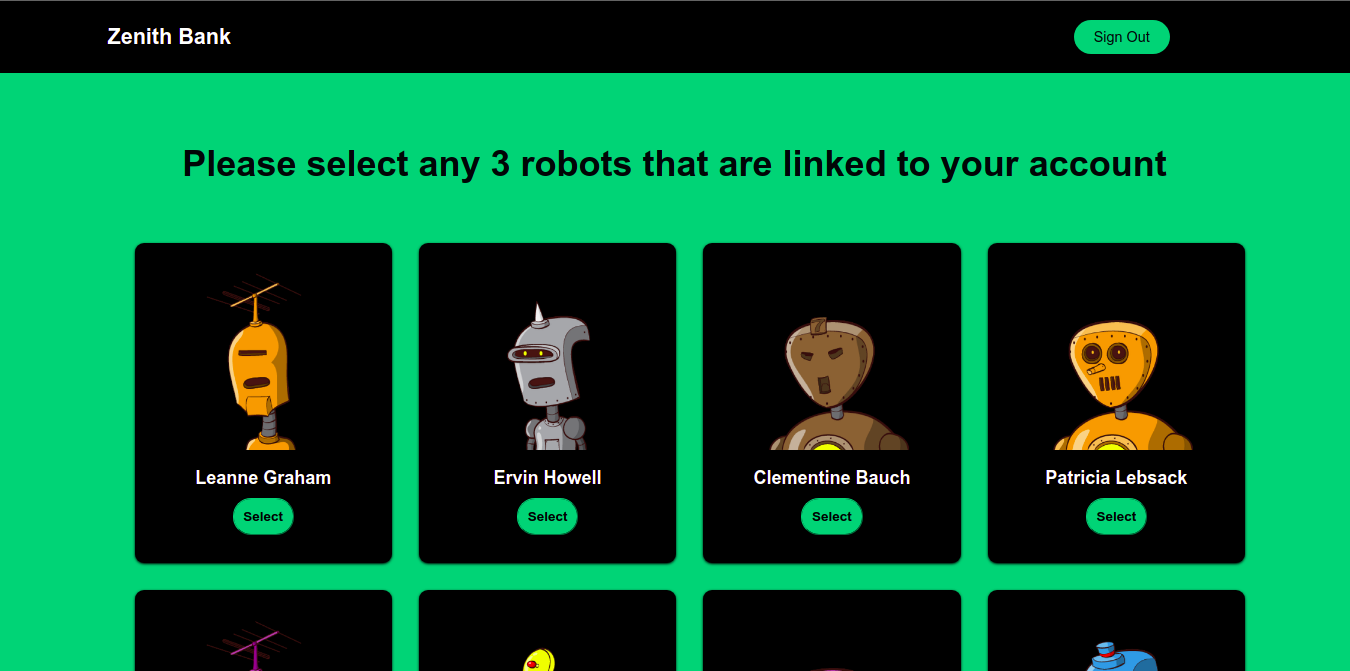 Zenith Bank
Sign Out
Please select any 3 robots that are linked to your account
Leanne Graham
Ervin Howell
Clementine Bauch
Patricia Lebsack
Select
Select
Select
Select